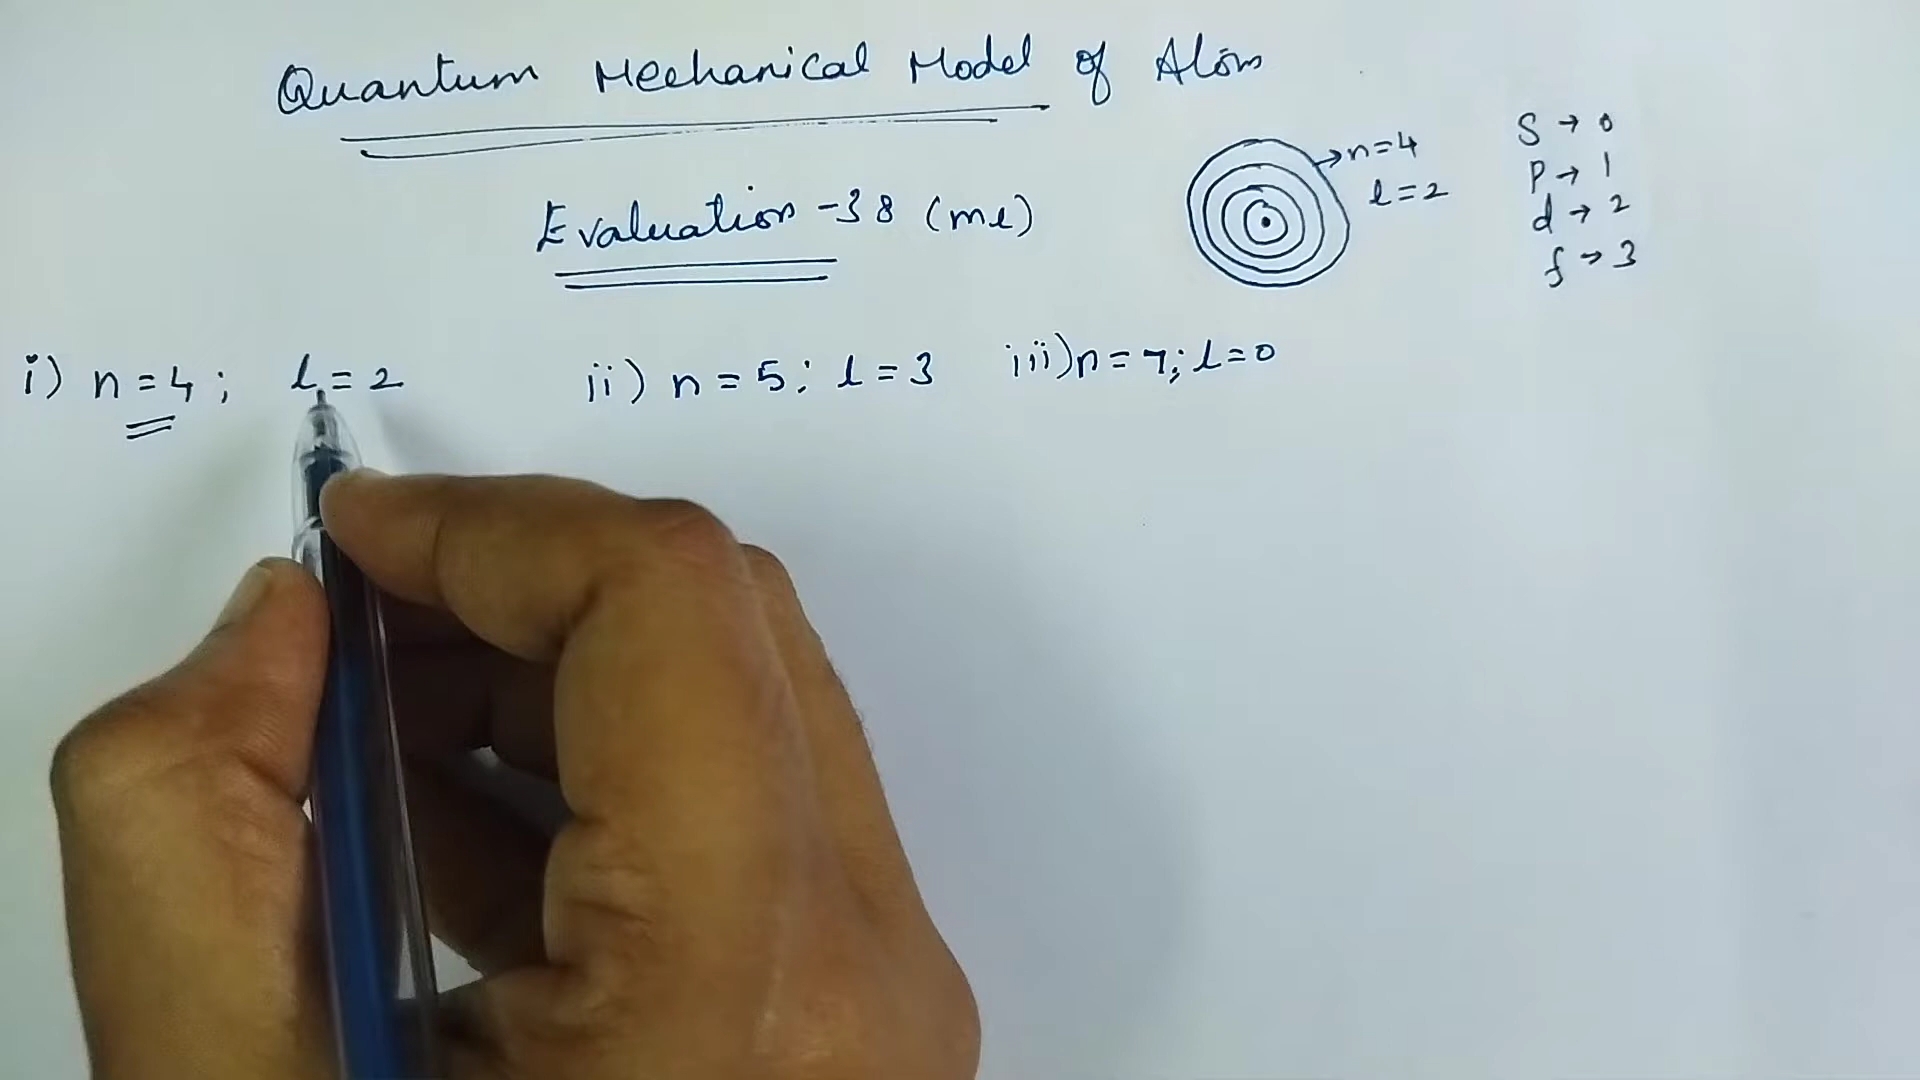 Quantum Mechanical Model of Atom
Evaluation -38 (ml)
→n=4
l=2
S → 0
P → 1
d → 2
f → 3
i) n=4; l=2
ii) n=5; l=3
iii) n=7; l=0